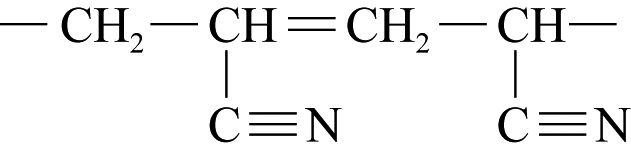 — CH₂ — CH = CH₂ — CH —
C≡N C≡N